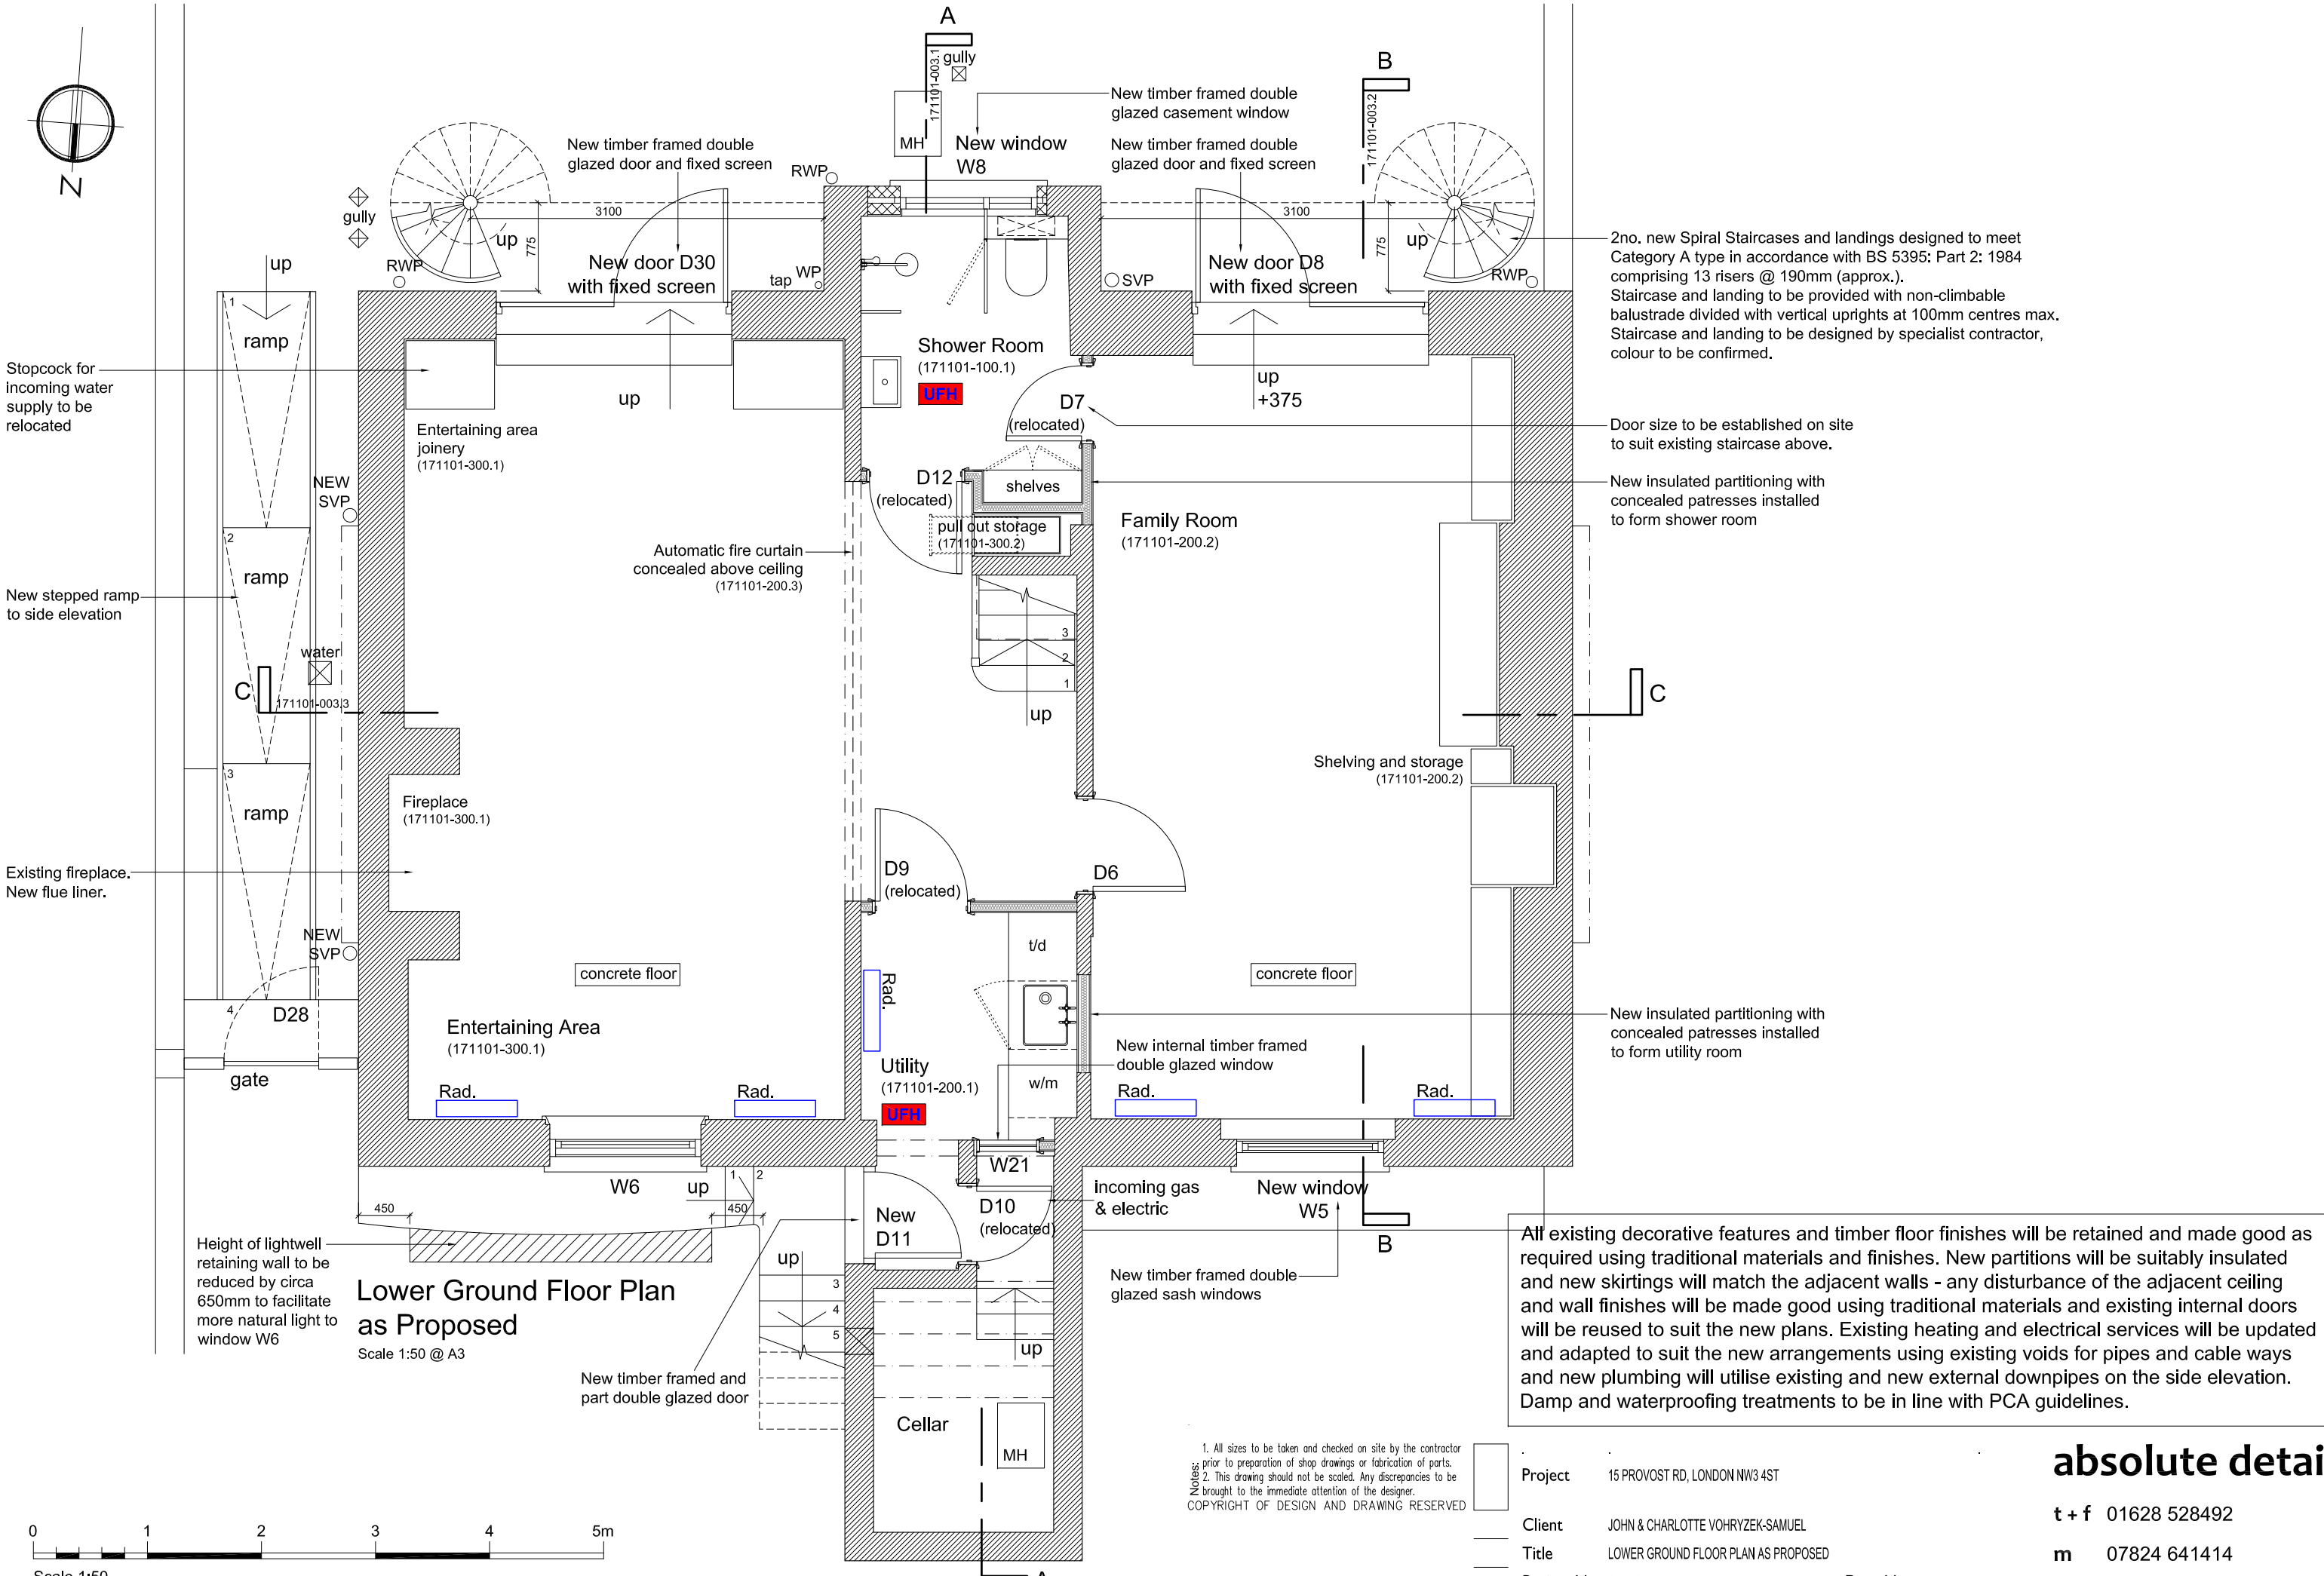 A
171101-003.1
gully
B
171101-003.2
N
New timber framed double
glazed door and fixed screen
RWP
MH
New window
W8
New timber framed double
glazed casement window
New timber framed double
glazed door and fixed screen
gully
3100
3100
775
775
up
up
RWP
New door D30
with fixed screen
tap
WP
SVP
New door D8
with fixed screen
RWP
2no. new Spiral Staircases and landings designed to meet
Category A type in accordance with BS 5395: Part 2: 1984
comprising 13 risers @ 190mm (approx.).
Staircase and landing to be provided with non-climbable
balustrade divided with vertical uprights at 100mm centres max.
Staircase and landing to be designed by specialist contractor,
colour to be confirmed.
up
1
ramp
Stopcock for
incoming water
supply to be
relocated
up
Shower Room
(171101-100.1)
UFH
up
+375
D7
(relocated)
Door size to be established on site
to suit existing staircase above.
Entertaining area
joinery
(171101-300.1)
NEW
SVP
D12
(relocated)
shelves
New insulated partitioning with
concealed patresses installed
to form shower room
pull out storage
(171101-300.2)
Family Room
(171101-200.2)
2
ramp
New stepped ramp
to side elevation
Automatic fire curtain
concealed above ceiling
(171101-200.3)
water
3
2
1
up
C
171101-003.3
C
3
ramp
Fireplace
(171101-300.1)
Shelving and storage
(171101-200.2)
Existing fireplace.
New flue liner.
D9
(relocated)
D6
NEW
SVP
t/d
concrete floor
concrete floor
Rad.
4
D28
gate
Entertaining Area
(171101-300.1)
New insulated partitioning with
concealed patresses installed
to form utility room
New internal timber framed
double glazed window
Utility
(171101-200.1)
UFH
w/m
Rad.
Rad.
Rad.
Rad.
W6
up
1
2
W21
450
450
New
D11
D10
(relocated)
incoming gas
& electric
New window
W5
B
Height of lightwell
retaining wall to be
reduced by circa
650mm to facilitate
more natural light to
window W6
Lower Ground Floor Plan
as Proposed
Scale 1:50 @ A3
up
3
4
5
New timber framed double
glazed sash windows
up
New timber framed and
part double glazed door
Cellar
MH
All existing decorative features and timber floor finishes will be retained and made good as
required using traditional materials and finishes. New partitions will be suitably insulated
and new skirtings will match the adjacent walls - any disturbance of the adjacent ceiling
and wall finishes will be made good using traditional materials and existing internal doors
will be reused to suit the new plans. Existing heating and electrical services will be updated
and adapted to suit the new arrangements using existing voids for pipes and cable ways
and new plumbing will utilise existing and new external downpipes on the side elevation.
Damp and waterproofing treatments to be in line with PCA guidelines.
Notes:
1. All sizes to be taken and checked on site by the contractor
prior to preparation of shop drawings or fabrication of parts.
2. This drawing should not be scaled. Any discrepancies to be
brought to the immediate attention of the designer.
COPYRIGHT OF DESIGN AND DRAWING RESERVED
Project 15 PROVOST RD, LONDON NW3 4ST
Client JOHN & CHARLOTTE VOHRYZEK-SAMUEL
Title LOWER GROUND FLOOR PLAN AS PROPOSED
absolute detai
t + f 01628 528492
m 07824 641414
0 1 2 3 4 5m
Scale 1:50